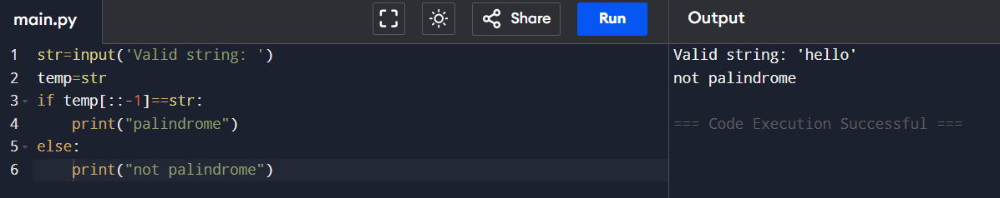 main.py Share Run Output
1 str=input('Valid string: ')
2 temp=str
3 if temp[::-1]==str:
4     print("palindrome")
5 else:
6     print("not palindrome")
Valid string: 'hello'
not palindrome
=== Code Execution Successful ===